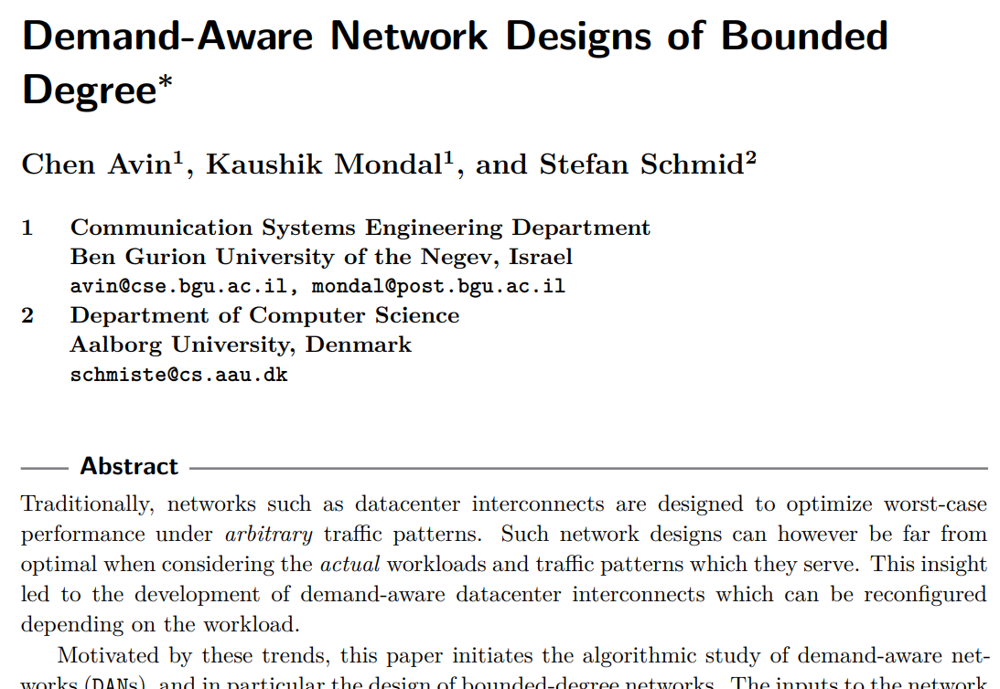 Demand-Aware Network Designs of Bounded
Degree*
Chen Avin¹, Kaushik Mondal¹, and Stefan Schmid²
1 Communication Systems Engineering Department
Ben Gurion University of the Negev, Israel
avin@cse.bgu.ac.il, mondal@post.bgu.ac.il
2 Department of Computer Science
Aalborg University, Denmark
schmiste@cs.aau.dk
Abstract
Traditionally, networks such as datacenter interconnects are designed to optimize worst-case
performance under arbitrary traffic patterns. Such network designs can however be far from
optimal when considering the actual workloads and traffic patterns which they serve. This insight
led to the development of demand-aware datacenter interconnects which can be reconfigured
depending on the workload.
Motivated by these trends, this paper initiates the algorithmic study of demand-aware net-
works (DANs), and in particular the design of bounded-degree networks. The inputs to the network